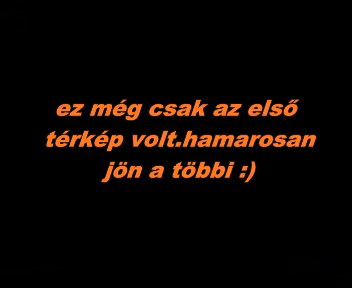 ez még csak az első
térkép volt.hamarosan
jön a többi :)